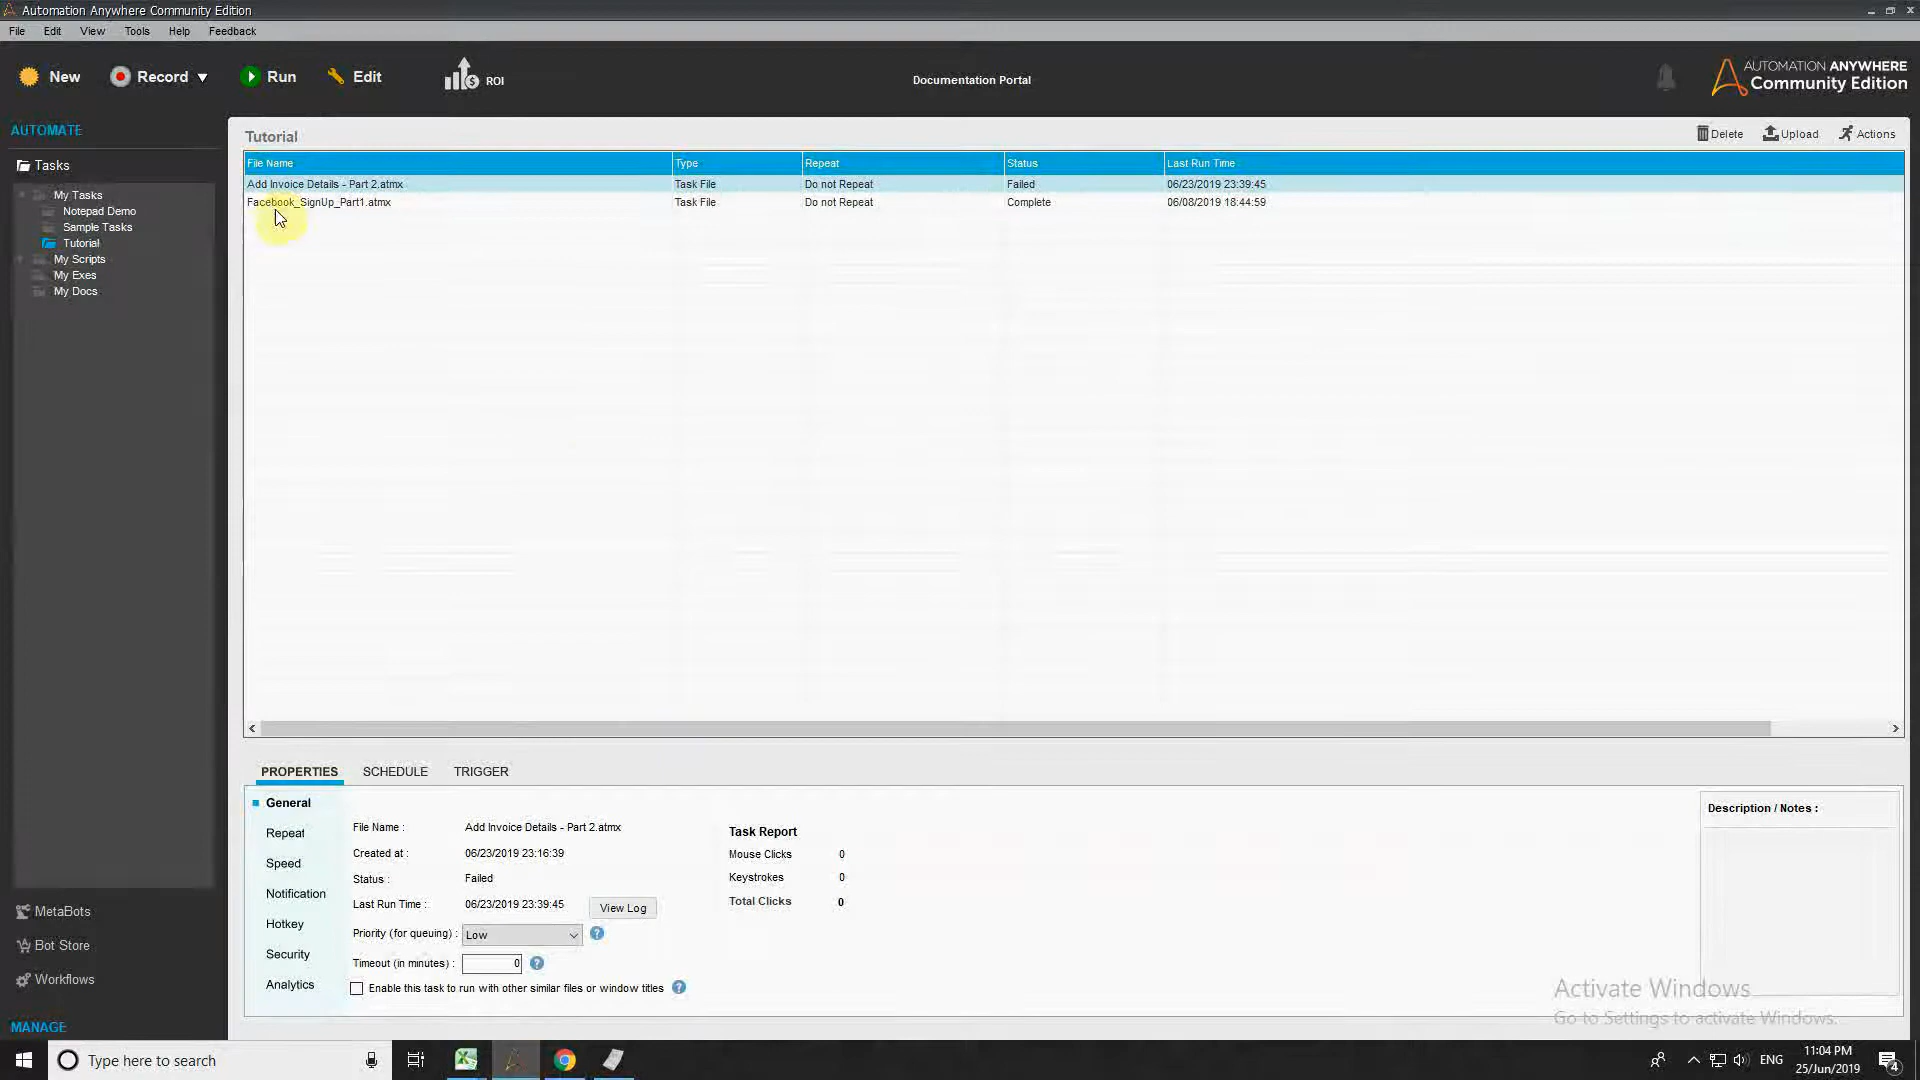 Automation Anywhere Community Edition
File Edit View Tools Help Feedback
New Record Run Edit ROI Documentation Portal
AUTOMATION ANYWHERE
Community Edition
AUTOMATE
Tasks
My Tasks
Notepad Demo
Sample Tasks
Tutorial
My Scripts
My Exes
My Docs
MetaBots
Bot Store
Workflows
MANAGE
Tutorial Delete Upload Actions
File Name Type Repeat Status Last Run Time
Add Invoice Details - Part 2.atmx Task File Do not Repeat Failed 06/23/2019 23:39:45
Facebook_SignUp_Part1.atmx Task File Do not Repeat Complete 06/08/2019 18:44:59
PROPERTIES SCHEDULE TRIGGER
General
Repeat
Speed
Notification
Hotkey
Security
Analytics
File Name : Add Invoice Details - Part 2.atmx
Created at : 06/23/2019 23:16:39
Status : Failed
Last Run Time : 06/23/2019 23:39:45 View Log
Priority (for queuing) : Low
Timeout (in minutes) : 0
Enable this task to run with other similar files or window titles
Task Report
Mouse Clicks 0
Keystrokes 0
Total Clicks 0
Description / Notes :
Activate Windows
Go to Settings to activate Windows.
Type here to search
ENG
11:04 PM
25/Jun/2019
4